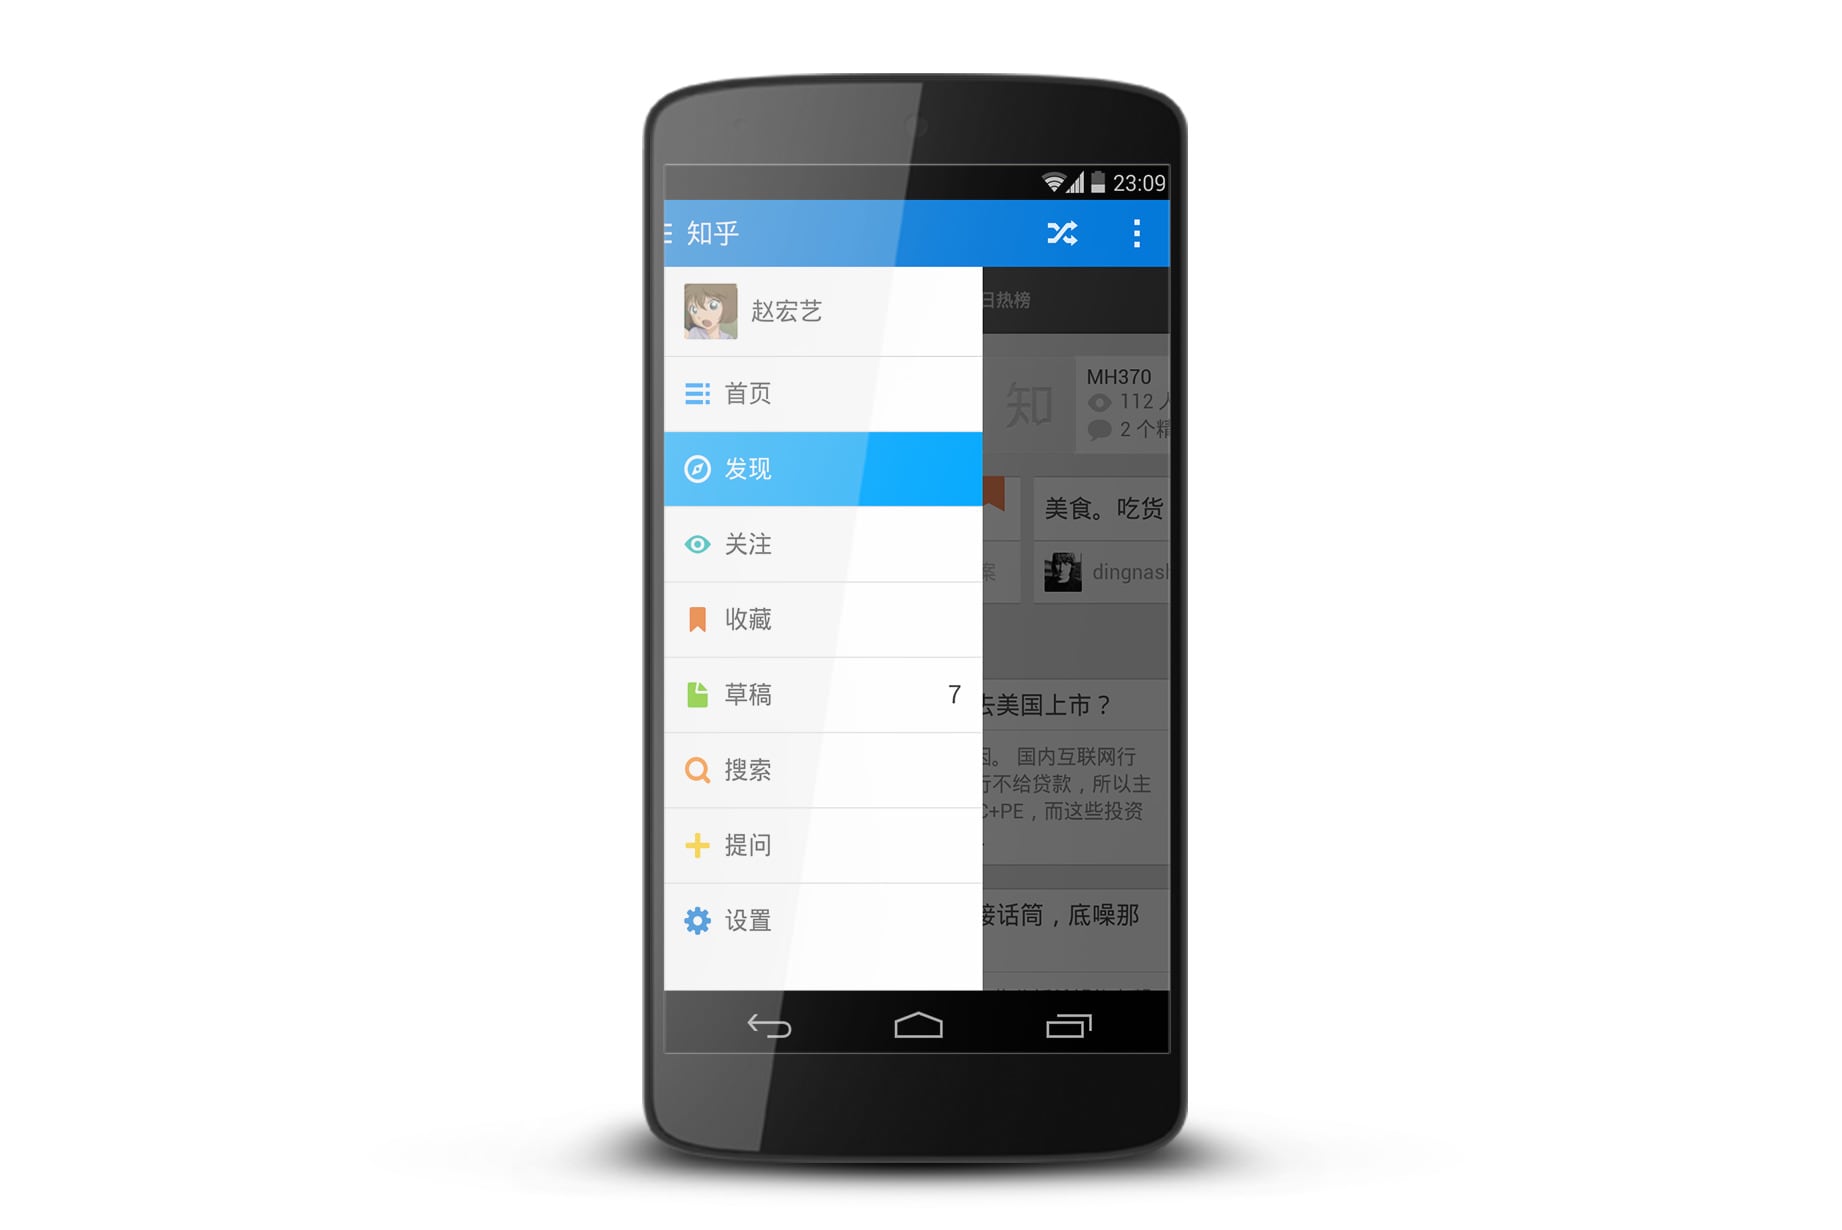 23:09
知乎
赵宏艺
首页
发现
关注
收藏
草稿 7
搜索
提问
设置
日热榜
知
MH370
112 人
2 个精
美食。吃货
案
dingnash
去美国上市？
因。 国内互联网行
行不给贷款，所以主
C+PE，而这些投资
接话筒，底噪那